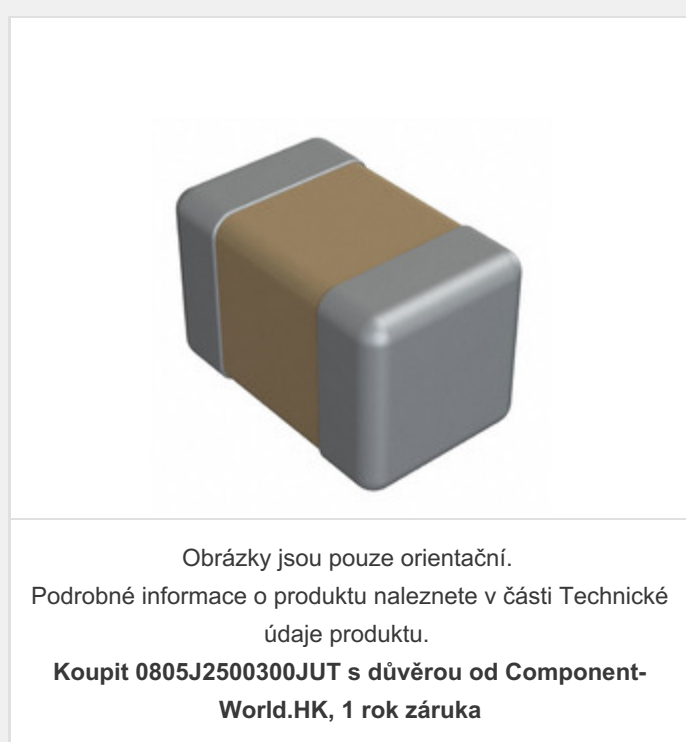 Obrázky jsou pouze orientační.
Podrobné informace o produktu naleznete v části Technické
údaje produktu.
Koupit 0805J2500300JUT s důvěrou od Component-
World.HK, 1 rok záruka